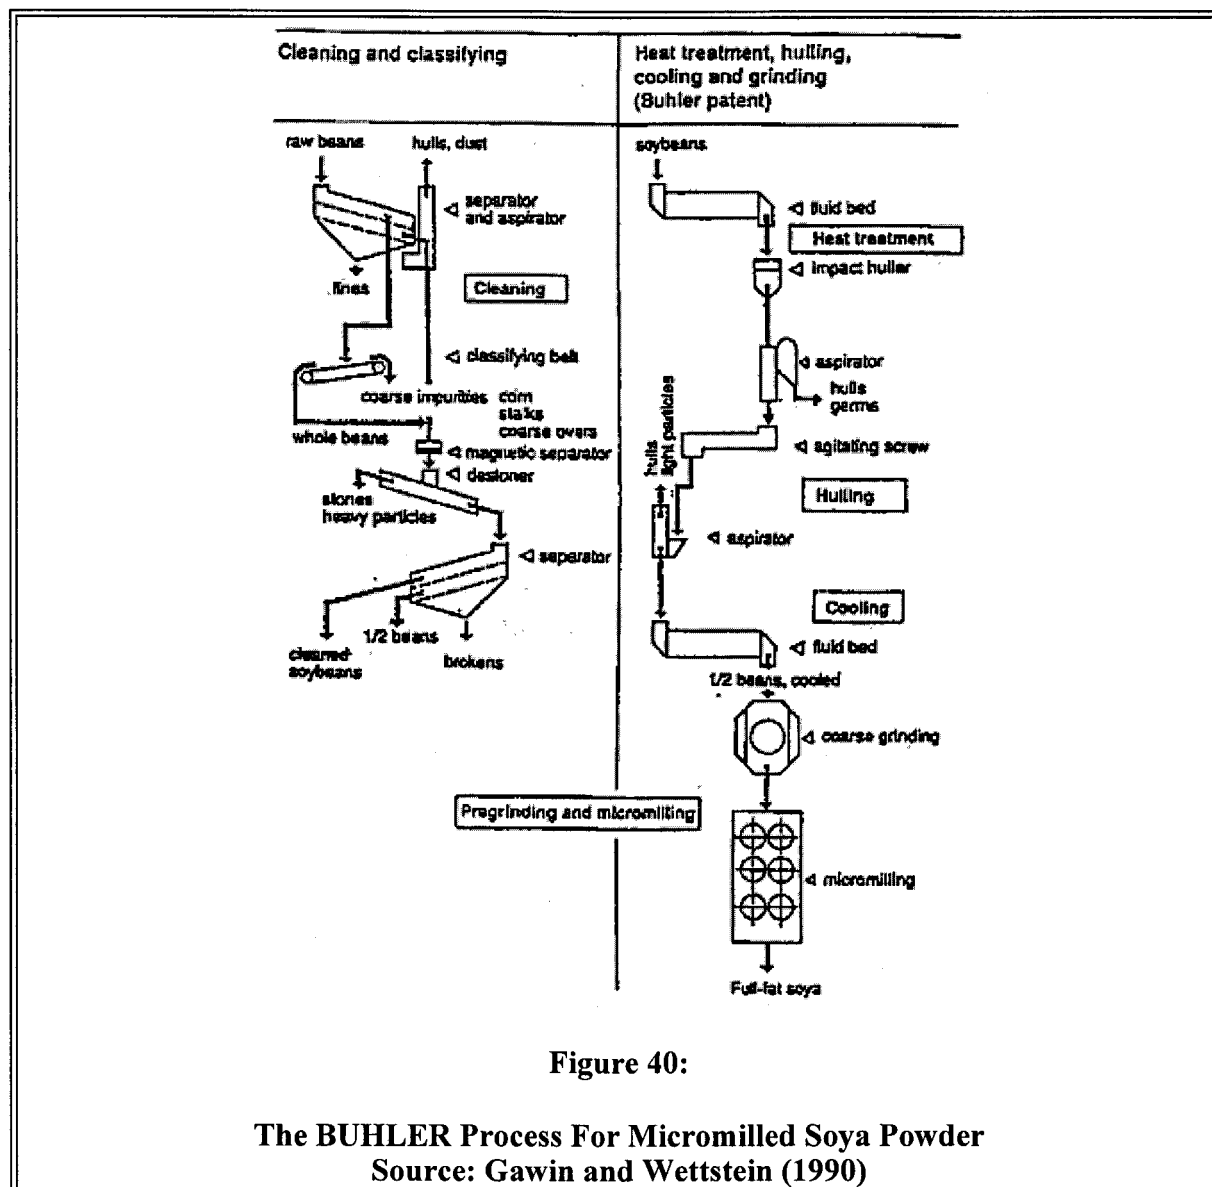 Cleaning and classifying
raw beans
hulls, dust
separator
and aspirator
fines
Cleaning
classifying belt
coarse impurities
corn
stalks
coarse overs
whole beans
magnetic separator
destoner
stones
heavy particles
separator
1/2 beans
cleaned
soybeans
brokens
Heat treatment, hulling,
cooling and grinding
(Buhler patent)
soybeans
fluid bed
Heat treatment
impact huller
aspirator
hulls
germs
hulls
light particles
agitating screw
Hulling
aspirator
Cooling
fluid bed
1/2 beans, cooled
coarse grinding
Pregrinding and micromilling
micromilling
Full-fat soya
Figure 40:
The BUHLER Process For Micromilled Soya Powder
Source: Gawin and Wettstein (1990)